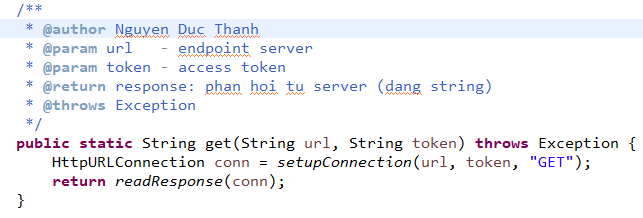 /**
 * @author Nguyen Duc Thanh
 * @param url   - endpoint server
 * @param token - access token
 * @return response: phan hoi tu server (dang string)
 * @throws Exception
 */
public static String get(String url, String token) throws Exception {
    HttpURLConnection conn = setupConnection(url, token, "GET");
    return readResponse(conn);
}